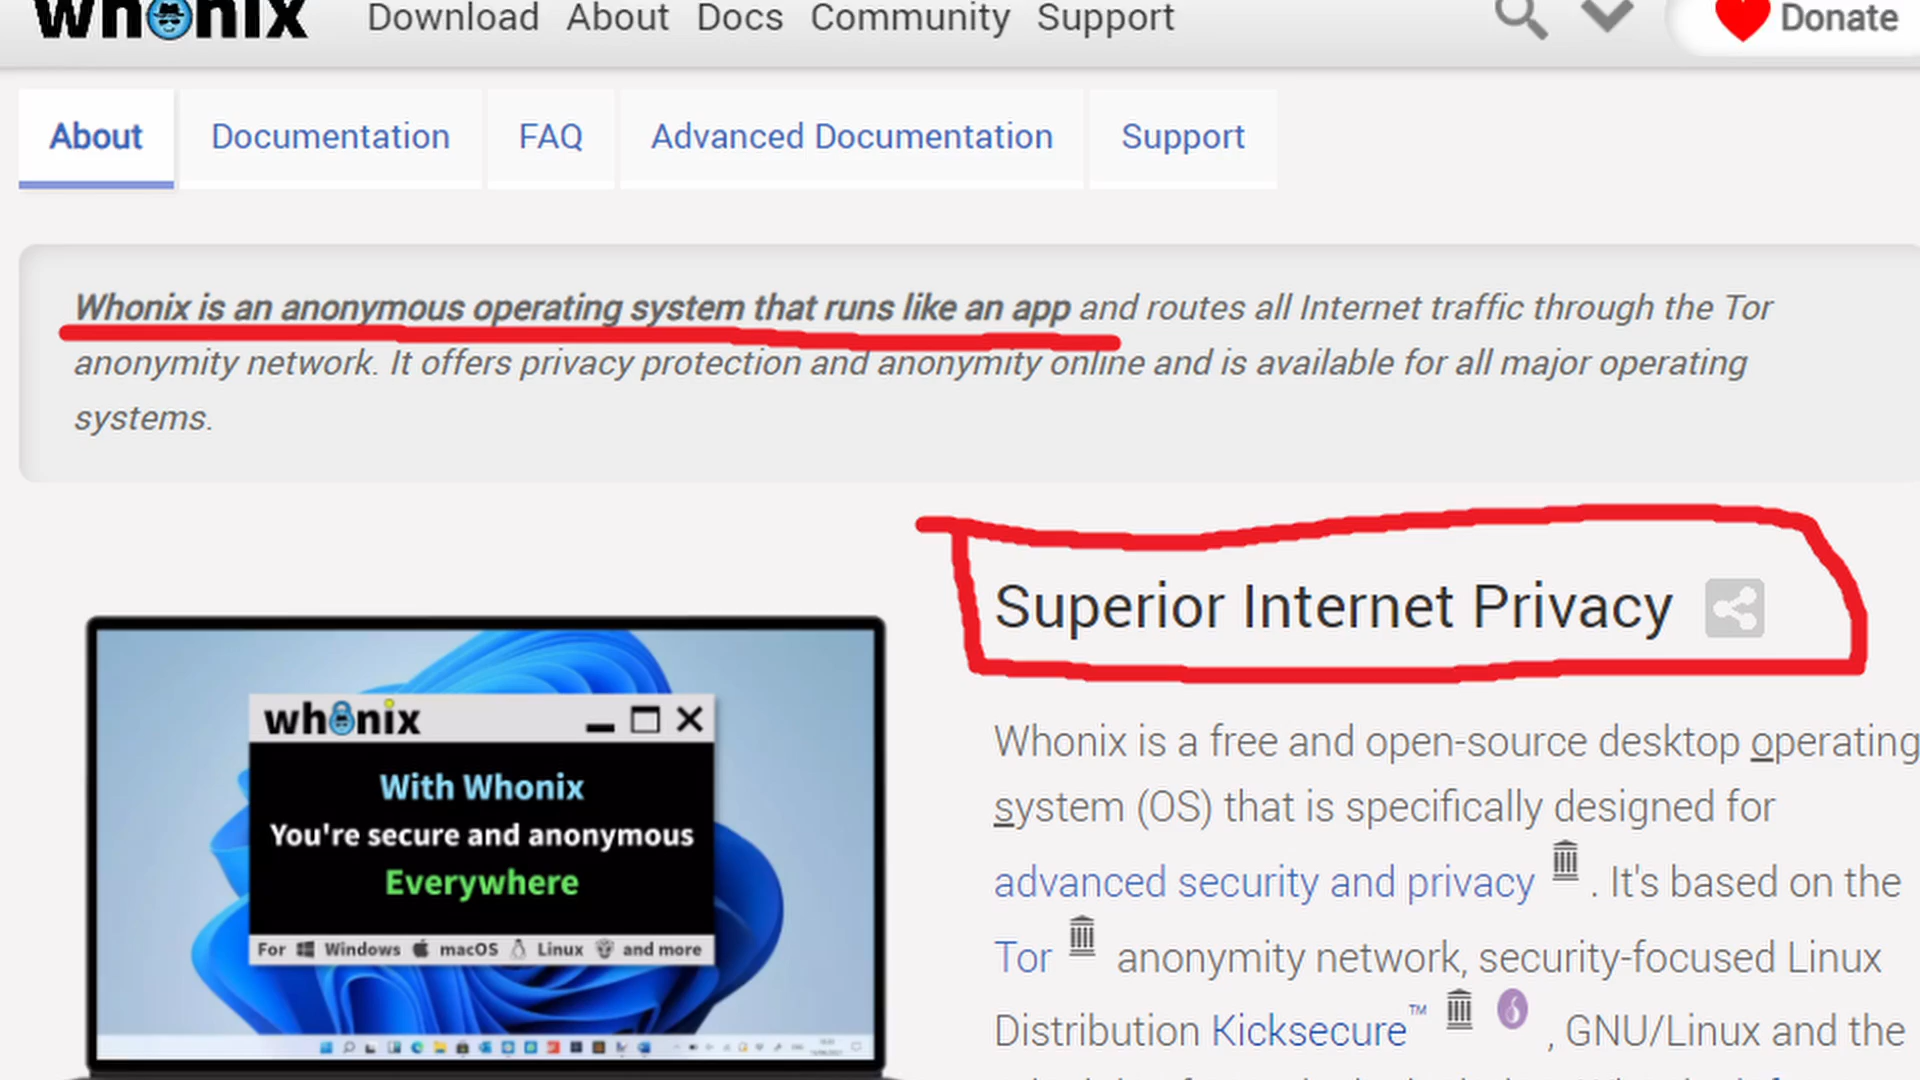 whonix Download About Docs Community Support Donate
About Documentation FAQ Advanced Documentation Support
Whonix is an anonymous operating system that runs like an app and routes all Internet traffic through the Tor
anonymity network. It offers privacy protection and anonymity online and is available for all major operating
systems.
Superior Internet Privacy
whonix
With Whonix
You're secure and anonymous
Everywhere
For Windows macOS Linux and more
Whonix is a free and open-source desktop operating
system (OS) that is specifically designed for
advanced security and privacy . It's based on the
Tor anonymity network, security-focused Linux
Distribution Kicksecure™ , GNU/Linux and the